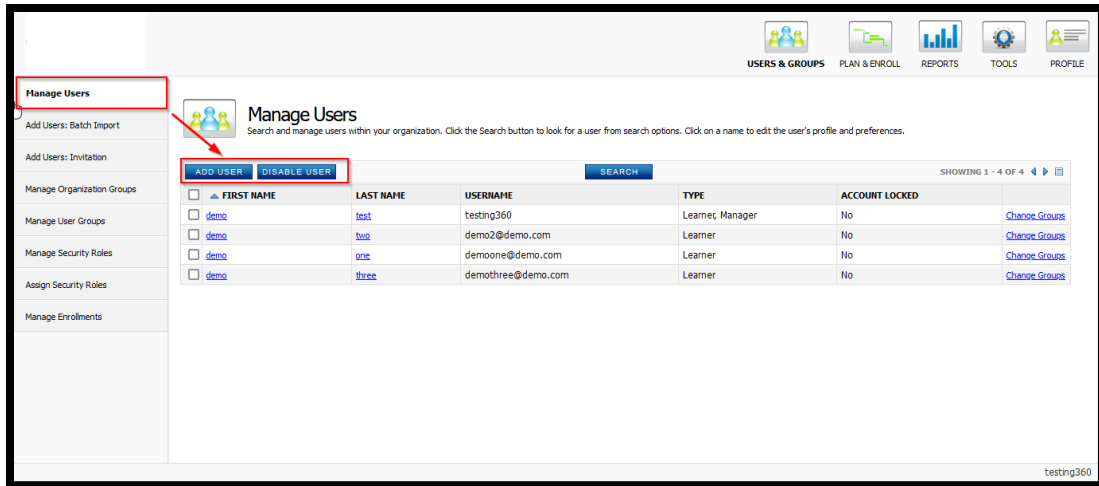 USERS & GROUPS PLAN & ENROLL REPORTS TOOLS PROFILE
Manage Users
Add Users: Batch Import
Add Users: Invitation
Manage Organization Groups
Manage User Groups
Manage Security Roles
Assign Security Roles
Manage Enrollments
Manage Users
Search and manage users within your organization. Click the Search button to look for a user from search options. Click on a name to edit the user's profile and preferences.
ADD USER DISABLE USER SEARCH SHOWING 1 - 4 OF 4
FIRST NAME LAST NAME USERNAME TYPE ACCOUNT LOCKED
demo test testing360 Learner, Manager No Change Groups
demo two demo2@demo.com Learner No Change Groups
demo one demoone@demo.com Learner No Change Groups
demo three demothree@demo.com Learner No Change Groups
testing360